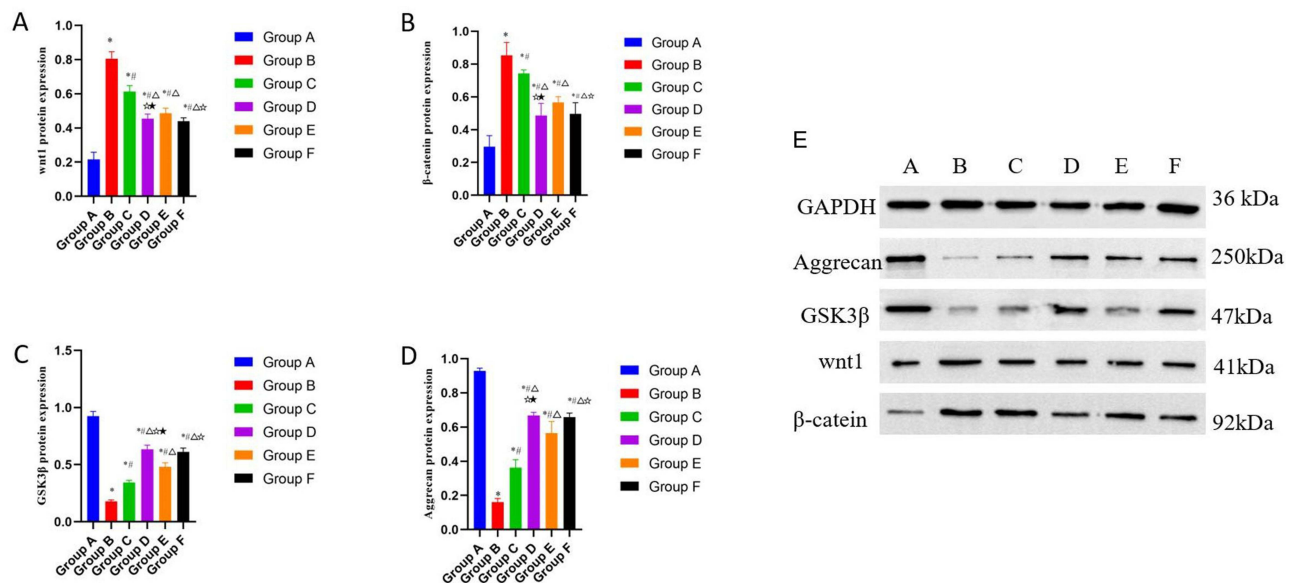 A
wnt1 protein expression
1.0
0.8
0.6
0.4
0.2
0.0
*
*#
*#△
☆★
*#△
*#△☆
Group A
Group B
Group C
Group D
Group E
Group F
Group A
Group B
Group C
Group D
Group E
Group F
B
β-catenin protein expression
1.0
0.8
0.6
0.4
0.2
0.0
*
*#
*#△
☆★
*#△
*#△☆
Group A
Group B
Group C
Group D
Group E
Group F
Group A
Group B
Group C
Group D
Group E
Group F
C
GSK3β protein expression
1.5
1.0
0.5
0.0
*
*#
*#△☆★
*#△
*#△☆
Group A
Group B
Group C
Group D
Group E
Group F
Group A
Group B
Group C
Group D
Group E
Group F
D
Aggrecan protein expression
1.0
0.8
0.6
0.4
0.2
0.0
*
*#
*#△
☆★
*#△
*#△☆
Group A
Group B
Group C
Group D
Group E
Group F
Group A
Group B
Group C
Group D
Group E
Group F
E
A B C D E F
GAPDH 36 kDa
Aggrecan 250kDa
GSK3β 47kDa
wnt1 41kDa
β-catein 92kDa